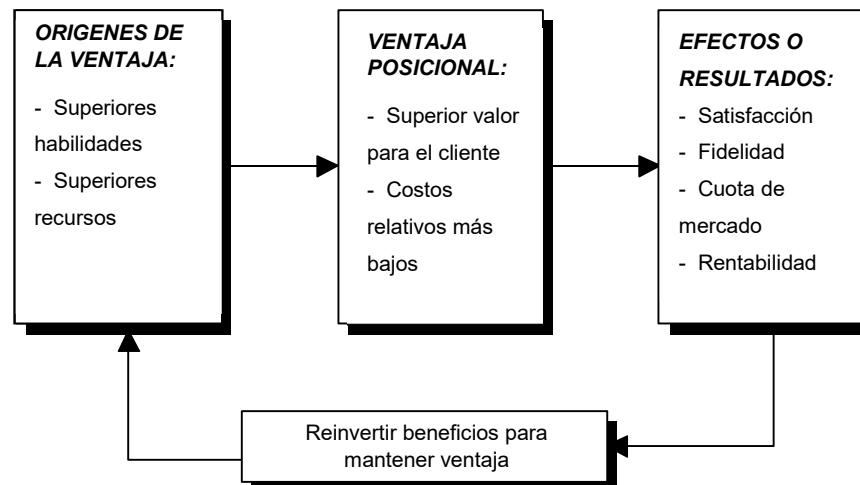 ORIGENES DE
LA VENTAJA:
- Superiores
habilidades
- Superiores
recursos
VENTAJA
POSICIONAL:
- Superior valor
para el cliente
- Costos
relativos más
bajos
EFECTOS O
RESULTADOS:
- Satisfacción
- Fidelidad
- Cuota de
mercado
- Rentabilidad
Reinvertir beneficios para
mantener ventaja